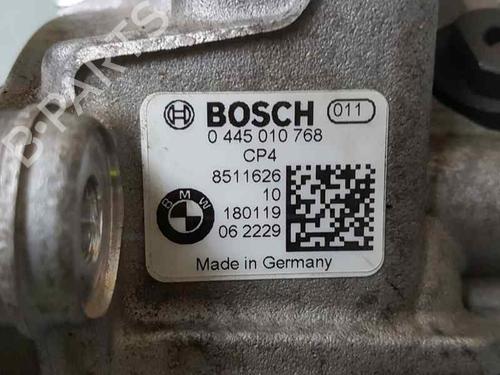 BOSCH 011
0 445 010 768
CP4
8511626
10
BMW
180119
06 2229
Made in Germany
B-PARTS